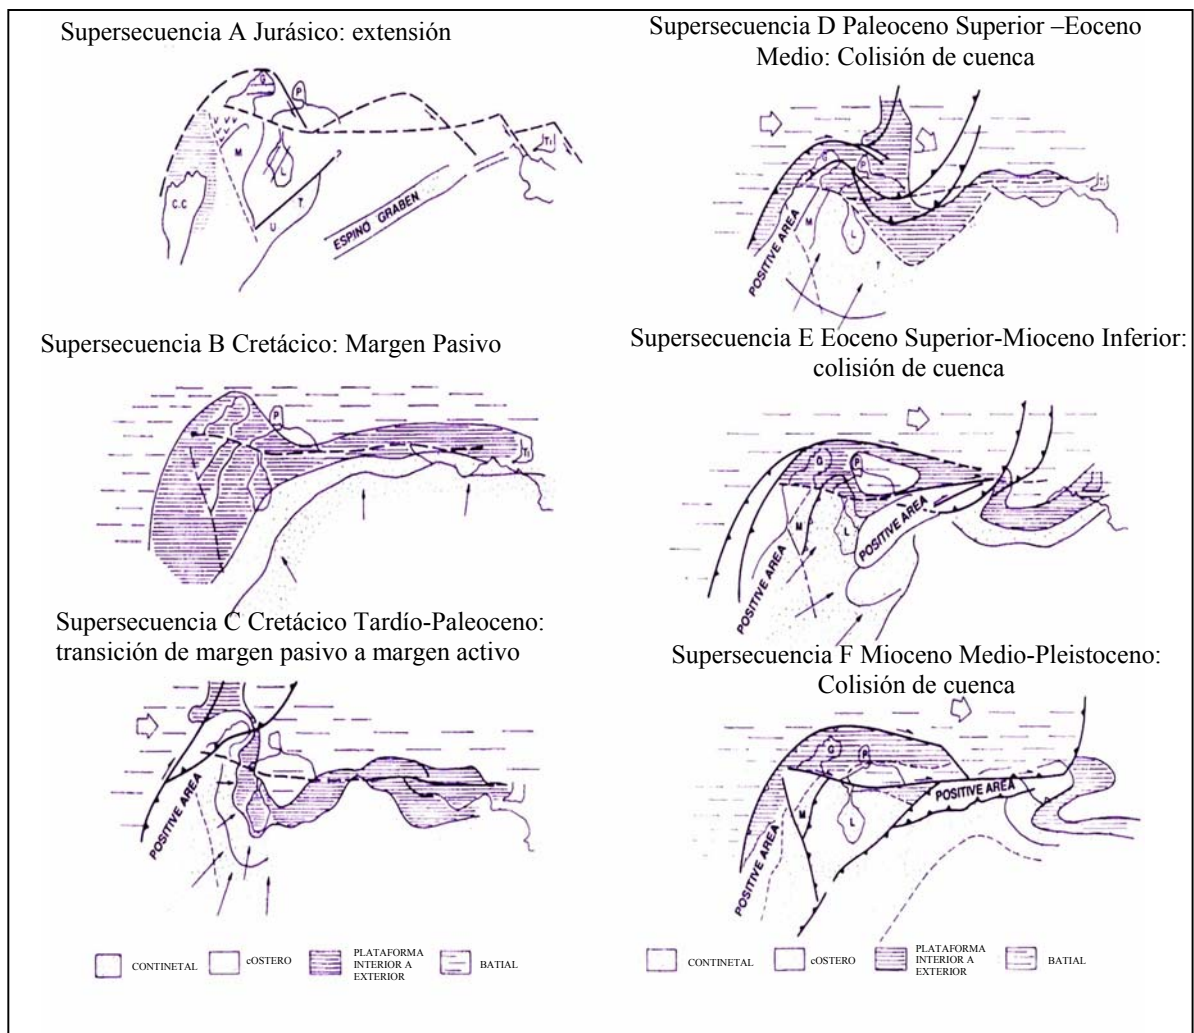 Supersecuencia A Jurásico: extensión
G
P
M
L
C.C
T.
U
?
T.I
ESPINO GRABEN
Supersecuencia B Cretácico: Margen Pasivo
P
Supersecuencia C Cretácico Tardío-Paleoceno:
transición de margen pasivo a margen activo
POSITIVE AREA
CONTINETAL
cOSTERO
PLATAFORMA
INTERIOR A
EXTERIOR
BATIAL
Supersecuencia D Paleoceno Superior –Eoceno
Medio: Colisión de cuenca
G
P
M
L
T
POSITIVE AREA
Supersecuencia E Eoceno Superior-Mioceno Inferior:
colisión de cuenca
G
P
M
L
POSITIVE AREA
POSITIVE AREA
Supersecuencia F Mioceno Medio-Pleistoceno:
Colisión de cuenca
G
P
M
L
POSITIVE AREA
POSITIVE AREA
CONTINETAL
cOSTERO
PLATAFORMA
INTERIOR A
EXTERIOR
BATIAL